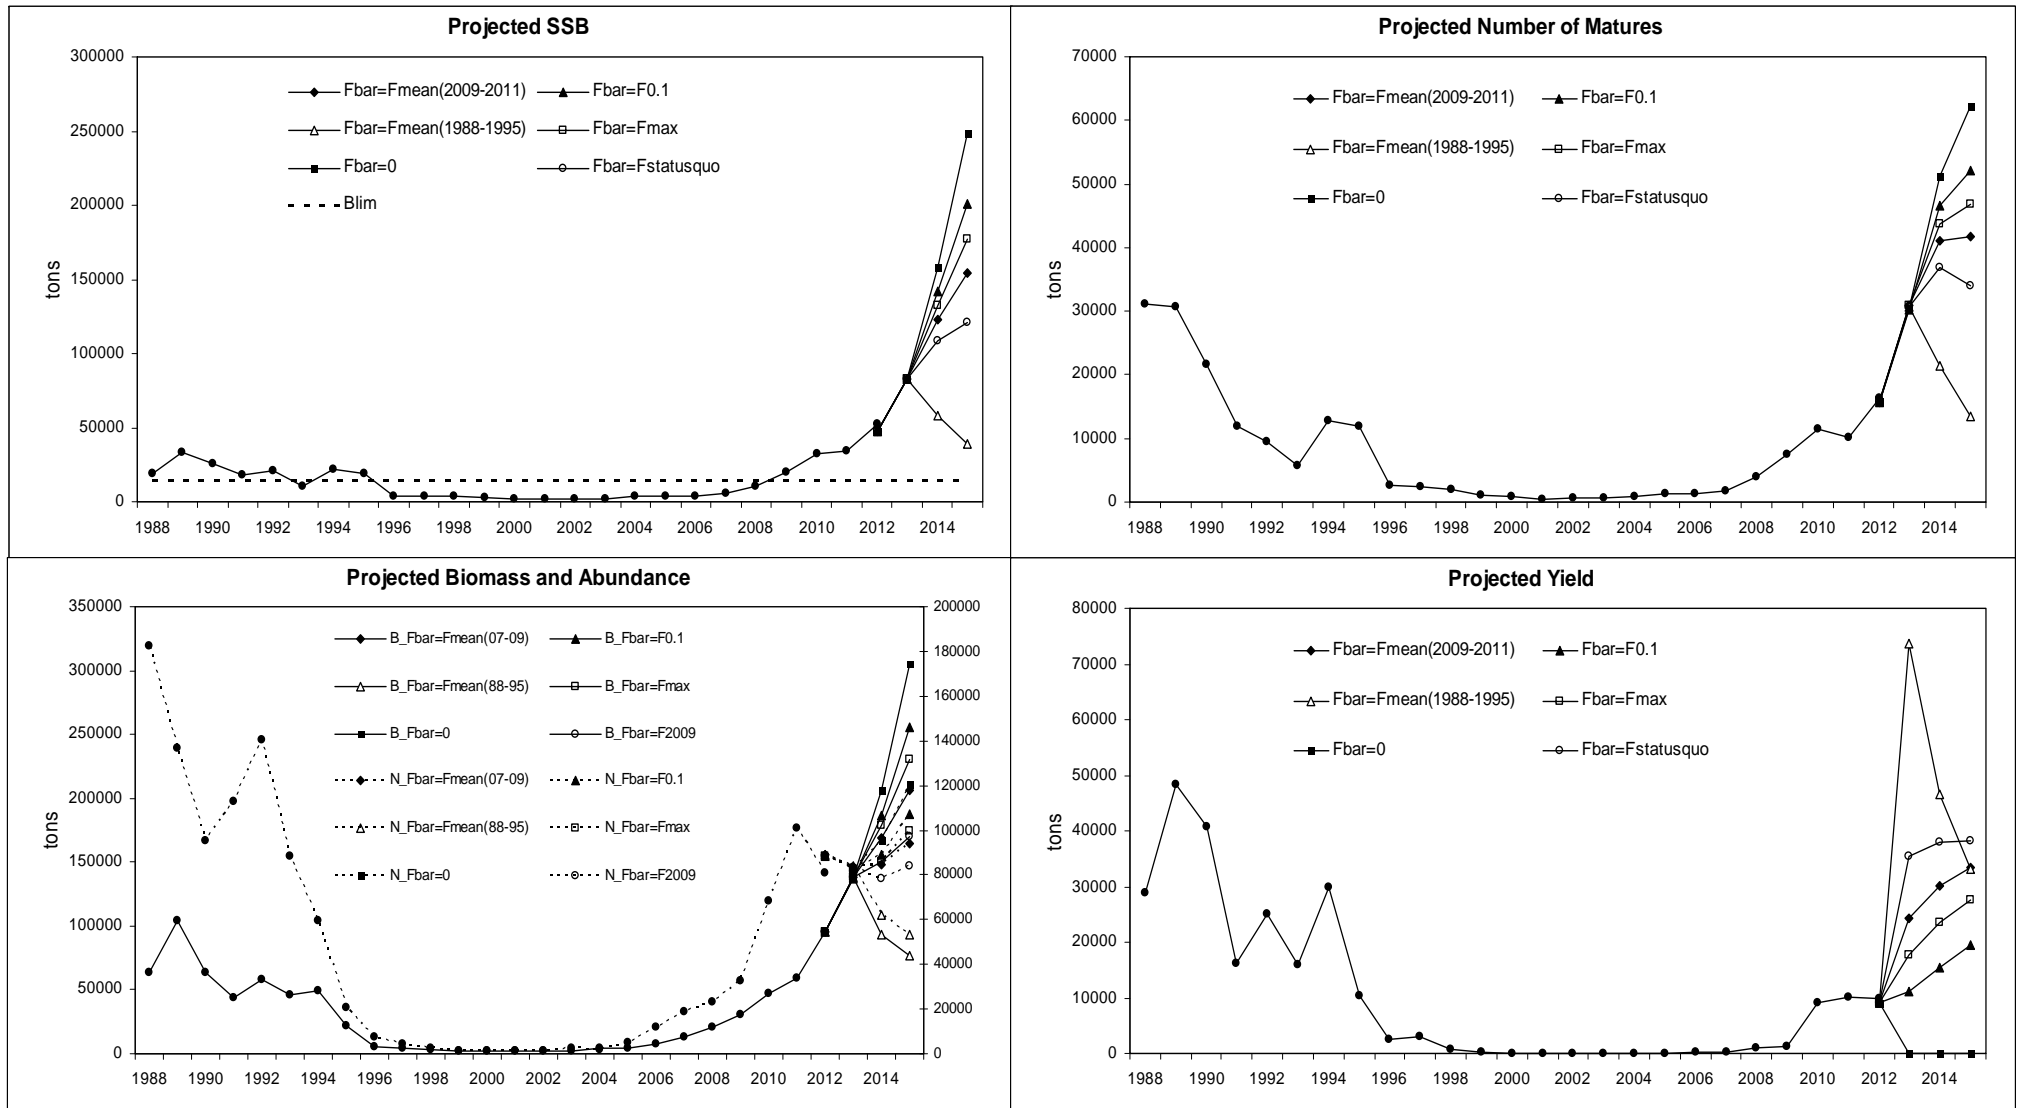 Projected SSB
300000
250000
200000
150000
100000
50000
0
tons
Fbar=Fmean(2009-2011) Fbar=F0.1
Fbar=Fmean(1988-1995) Fbar=Fmax
Fbar=0 Fbar=Fstatusquo
Blim
1988 1990 1992 1994 1996 1998 2000 2002 2004 2006 2008 2010 2012 2014
Projected Number of Matures
70000
60000
50000
40000
30000
20000
10000
0
tons
Fbar=Fmean(2009-2011) Fbar=F0.1
Fbar=Fmean(1988-1995) Fbar=Fmax
Fbar=0 Fbar=Fstatusquo
1988 1990 1992 1994 1996 1998 2000 2002 2004 2006 2008 2010 2012 2014
Projected Biomass and Abundance
350000
300000
250000
200000
150000
100000
50000
0
tons
B_Fbar=Fmean(07-09) B_Fbar=F0.1
B_Fbar=Fmean(88-95) B_Fbar=Fmax
B_Fbar=0 B_Fbar=F2009
N_Fbar=Fmean(07-09) N_Fbar=F0.1
N_Fbar=Fmean(88-95) N_Fbar=Fmax
N_Fbar=0 N_Fbar=F2009
200000
180000
160000
140000
120000
100000
80000
60000
40000
20000
0
1988 1990 1992 1994 1996 1998 2000 2002 2004 2006 2008 2010 2012 2014
Projected Yield
80000
70000
60000
50000
40000
30000
20000
10000
0
tons
Fbar=Fmean(2009-2011) Fbar=F0.1
Fbar=Fmean(1988-1995) Fbar=Fmax
Fbar=0 Fbar=Fstatusquo
1988 1990 1992 1994 1996 1998 2000 2002 2004 2006 2008 2010 2012 2014